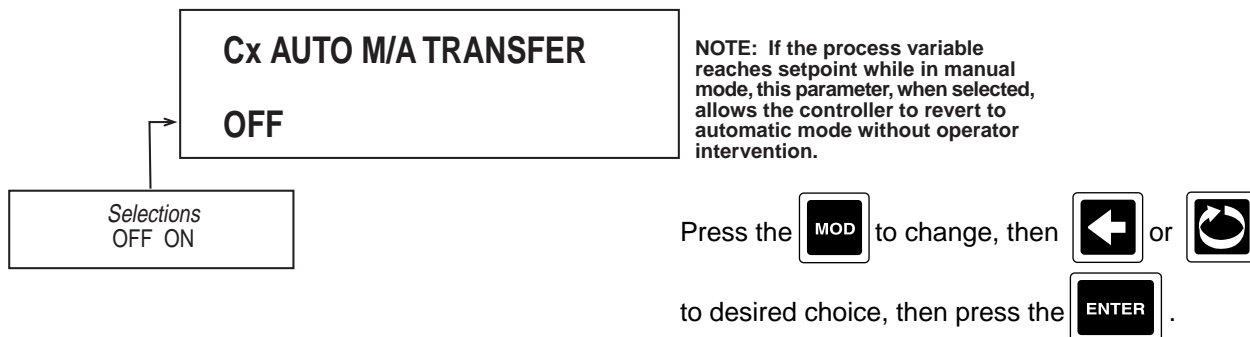 Cx AUTO M/A TRANSFER
OFF
Selections
OFF ON
NOTE: If the process variable
reaches setpoint while in manual
mode, this parameter, when selected,
allows the controller to revert to
automatic mode without operator
intervention.
Press the MOD to change, then or
to desired choice, then press the ENTER .